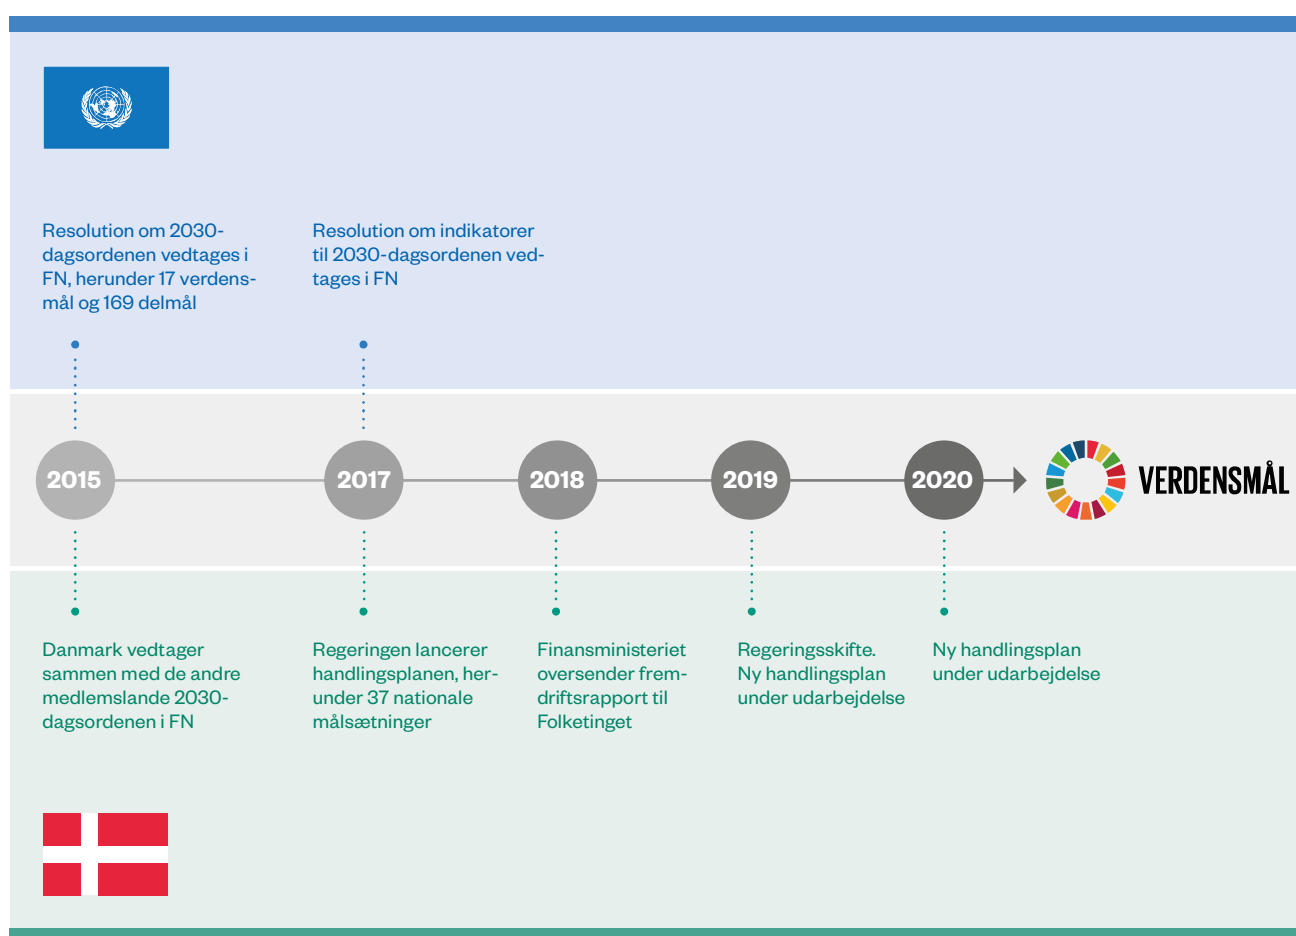 Resolution om 2030-
dagsordenen vedtages i
FN, herunder 17 verdens-
mål og 169 delmål
Resolution om indikatorer
til 2030-dagsordenen ved-
tages i FN
2015
2017
2018
2019
2020
VERDENSMÅL
Danmark vedtager
sammen med de andre
medlemslande 2030-
dagsordenen i FN
Regeringen lancerer
handlingsplanen, her-
under 37 nationale
målsætninger
Finansministeriet
oversender frem-
driftsrapport til
Folketinget
Regeringsskifte.
Ny handlingsplan
under udarbejdelse
Ny handlingsplan
under udarbejdelse